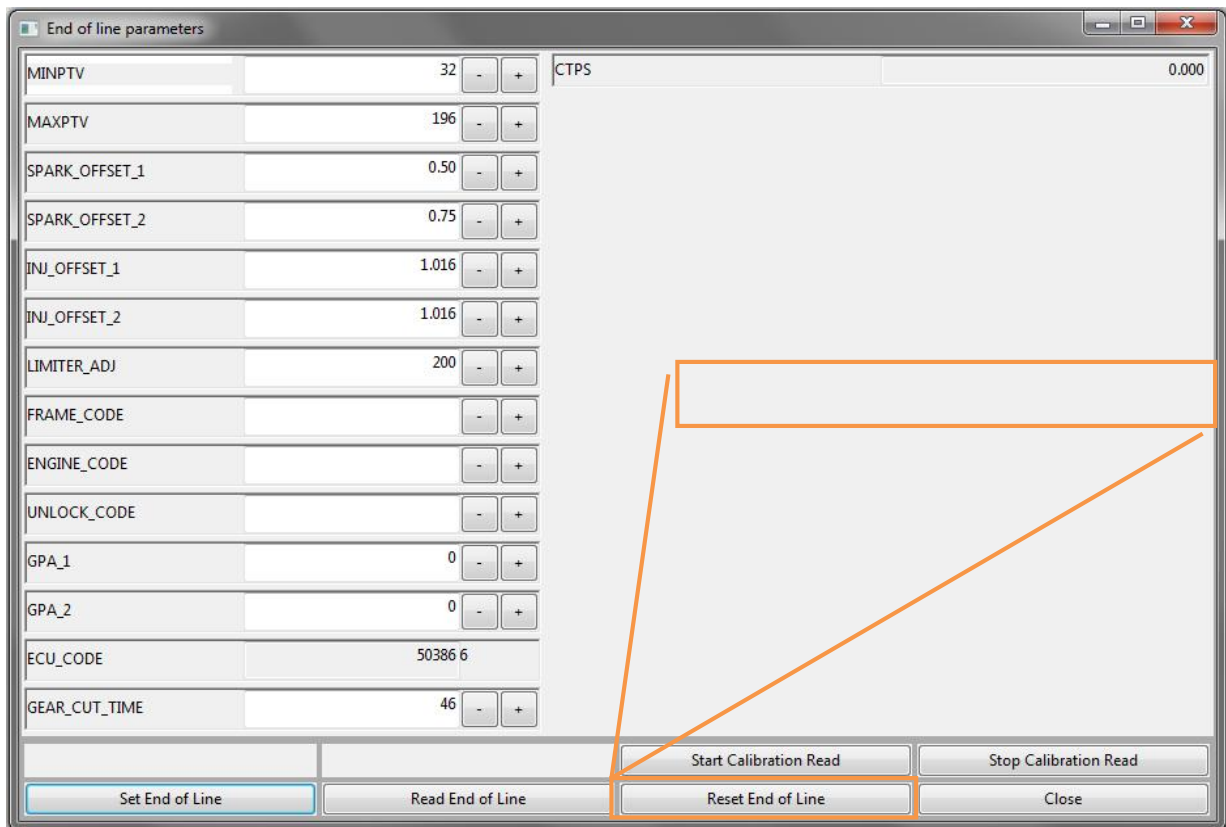 End of line parameters
MINPTV 32 - +
CTPS 0.000
MAXPTV 196 - +
SPARK_OFFSET_1 0.50 - +
SPARK_OFFSET_2 0.75 - +
INJ_OFFSET_1 1.016 - +
INJ_OFFSET_2 1.016 - +
LIMITER_ADJ 200 - +
FRAME_CODE - +
ENGINE_CODE - +
UNLOCK_CODE - +
GPA_1 0 - +
GPA_2 0 - +
ECU_CODE 50386 6
GEAR_CUT_TIME 46 - +
Start Calibration Read Stop Calibration Read
Set End of Line Read End of Line Reset End of Line Close